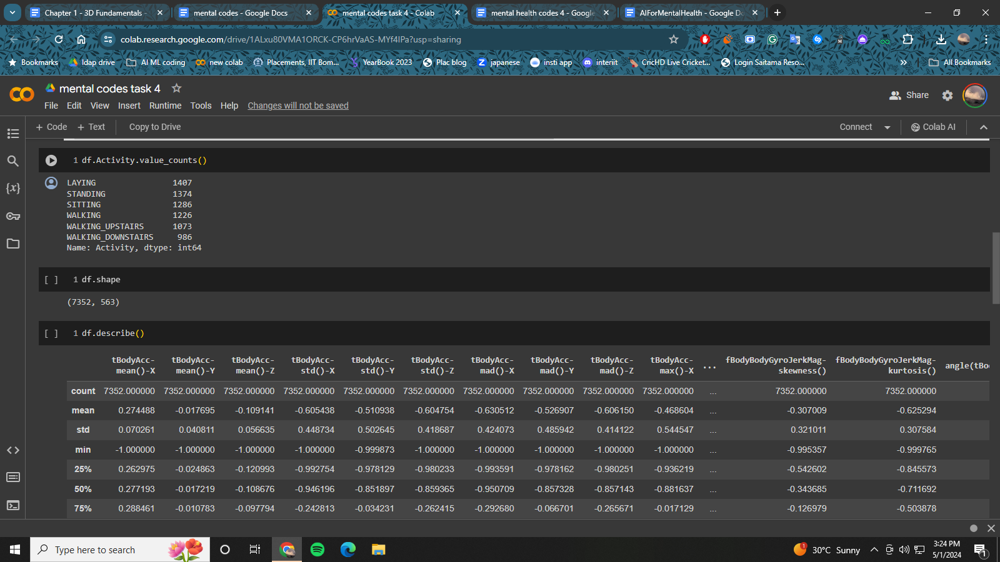 Chapter 1 - 3D Fundamentals -
mental codes - Google Docs
mental codes task 4 - Colab
mental health codes 4 - Google
AIForMentalHealth - Google Do
colab.research.google.com/drive/1ALxu80VMA1ORCK-CP6hrVaAS-MYf4lPa?usp=sharing
Bookmarks
ldap drive
AI ML coding
new colab
Placements, IIT Bom...
YearBook 2023
Plac blog
japanese
insti app
interiit
CricHD Live Cricket...
Login Saitama Reso...
All Bookmarks
mental codes task 4
Share
File Edit View Insert Runtime Tools Help Changes will not be saved
+ Code + Text Copy to Drive
Connect
Colab AI
1 df.Activity.value_counts()
LAYING 1407
STANDING 1374
SITTING 1286
WALKING 1226
WALKING_UPSTAIRS 1073
WALKING_DOWNSTAIRS 986
Name: Activity, dtype: int64
[ ] 1 df.shape
(7352, 563)
[ ] 1 df.describe()
tBodyAcc- tBodyAcc- tBodyAcc- tBodyAcc- tBodyAcc- tBodyAcc- tBodyAcc- tBodyAcc- tBodyAcc- tBodyAcc- ... fBodyBodyGyroJerkMag- fBodyBodyGyroJerkMag- angle(tBo
mean()-X mean()-Y mean()-Z std()-X std()-Y std()-Z mad()-X mad()-Y mad()-Z max()-X skewness() kurtosis()
count 7352.000000 7352.000000 7352.000000 7352.000000 7352.000000 7352.000000 7352.000000 7352.000000 7352.000000 7352.000000 ... 7352.000000 7352.000000
mean 0.274488 -0.017695 -0.109141 -0.605438 -0.510938 -0.604754 -0.630512 -0.526907 -0.606150 -0.468604 ... -0.307009 -0.625294
std 0.070261 0.040811 0.056635 0.448734 0.502645 0.418687 0.424073 0.485942 0.414122 0.544547 ... 0.321011 0.307584
min -1.000000 -1.000000 -1.000000 -1.000000 -0.999873 -1.000000 -1.000000 -1.000000 -1.000000 -1.000000 ... -0.995357 -0.999765
25% 0.262975 -0.024863 -0.120993 -0.992754 -0.978129 -0.980233 -0.993591 -0.978162 -0.980251 -0.936219 ... -0.542602 -0.845573
50% 0.277193 -0.017219 -0.108676 -0.946196 -0.851897 -0.859365 -0.950709 -0.857328 -0.857143 -0.881637 ... -0.343685 -0.711692
75% 0.288461 -0.010783 -0.097794 -0.242813 -0.034231 -0.262415 -0.292680 -0.066701 -0.265671 -0.017129 ... -0.126979 -0.503878
Type here to search
1
30°C Sunny
3:24 PM
5/1/2024
1